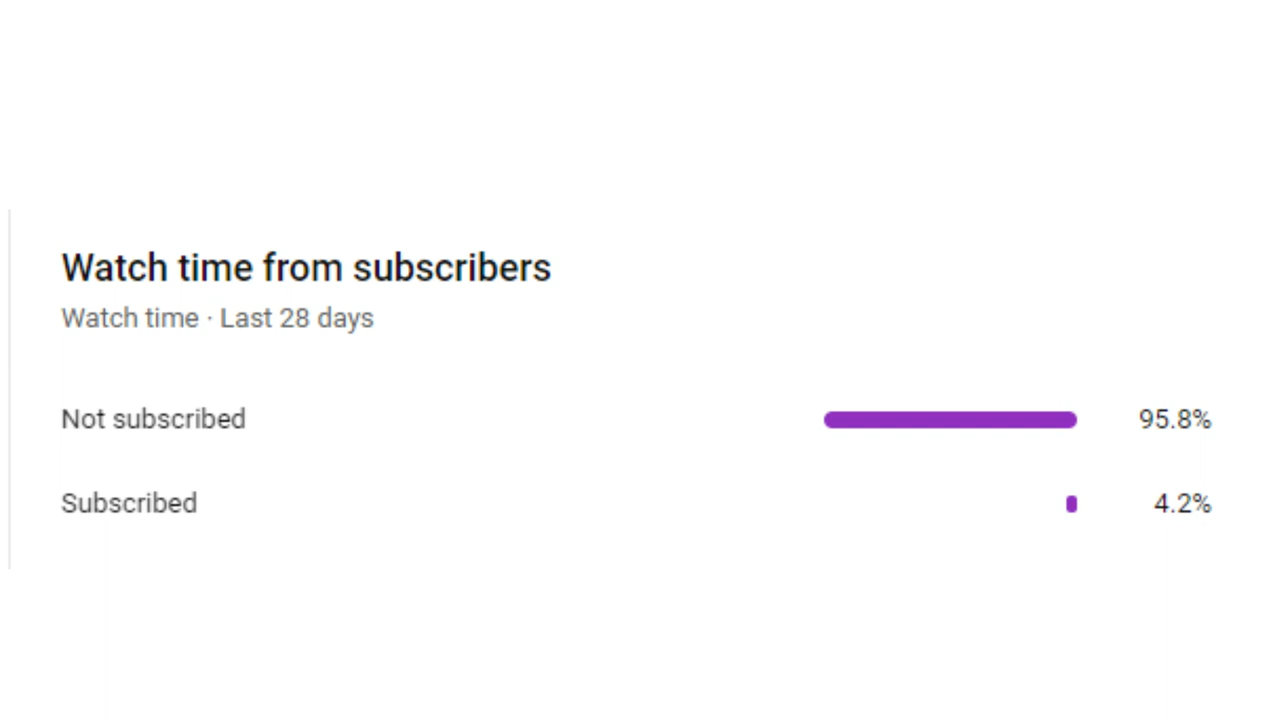 Watch time from subscribers
Watch time · Last 28 days
Not subscribed 95.8%
Subscribed 4.2%